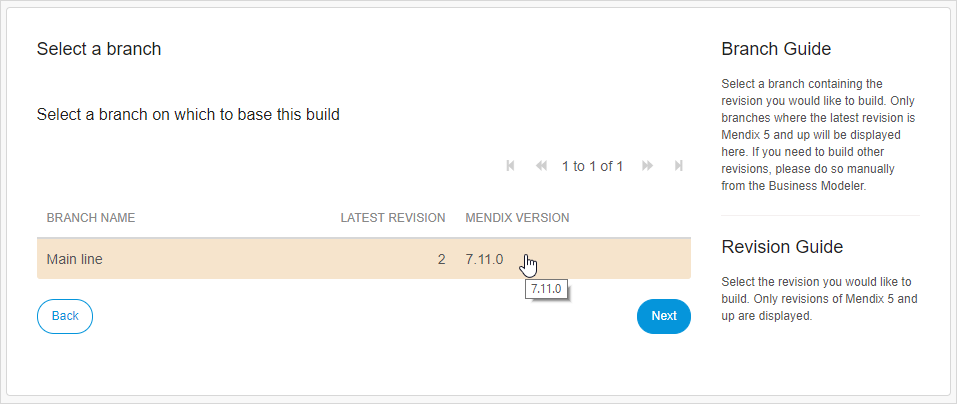 Select a branch
Select a branch on which to base this build
1 to 1 of 1
BRANCH NAME LATEST REVISION MENDIX VERSION
Main line 2 7.11.0
7.11.0
Back Next
Branch Guide
Select a branch containing the
revision you would like to build. Only
branches where the latest revision is
Mendix 5 and up will be displayed
here. If you need to build other
revisions, please do so manually
from the Business Modeler.
Revision Guide
Select the revision you would like to
build. Only revisions of Mendix 5 and
up are displayed.